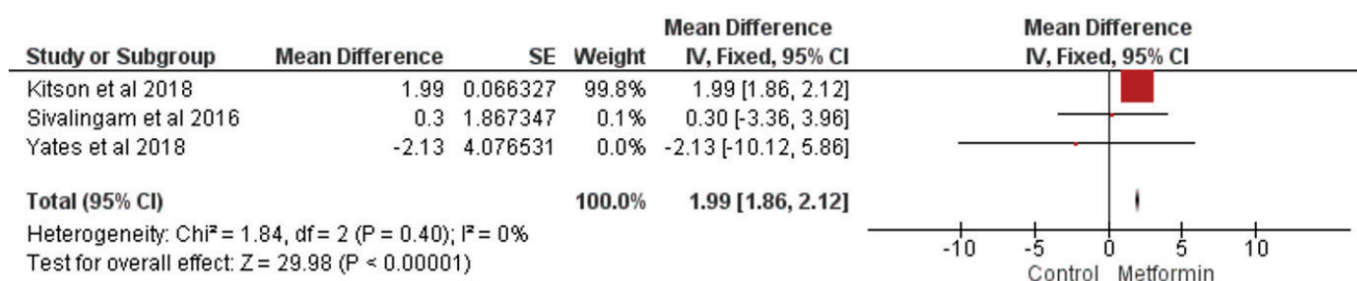 Mean Difference Mean Difference
Study or Subgroup Mean Difference SE Weight IV, Fixed, 95% CI IV, Fixed, 95% CI
Kitson et al 2018 1.99 0.066327 99.8% 1.99 [1.86, 2.12]
Sivalingam et al 2016 0.3 1.867347 0.1% 0.30 [-3.36, 3.96]
Yates et al 2018 -2.13 4.076531 0.0% -2.13 [-10.12, 5.86]
Total (95% CI) 100.0% 1.99 [1.86, 2.12]
Heterogeneity: Chi² = 1.84, df = 2 (P = 0.40); I² = 0%
Test for overall effect: Z = 29.98 (P < 0.00001)
-10 -5 0 5 10
Control Metformin